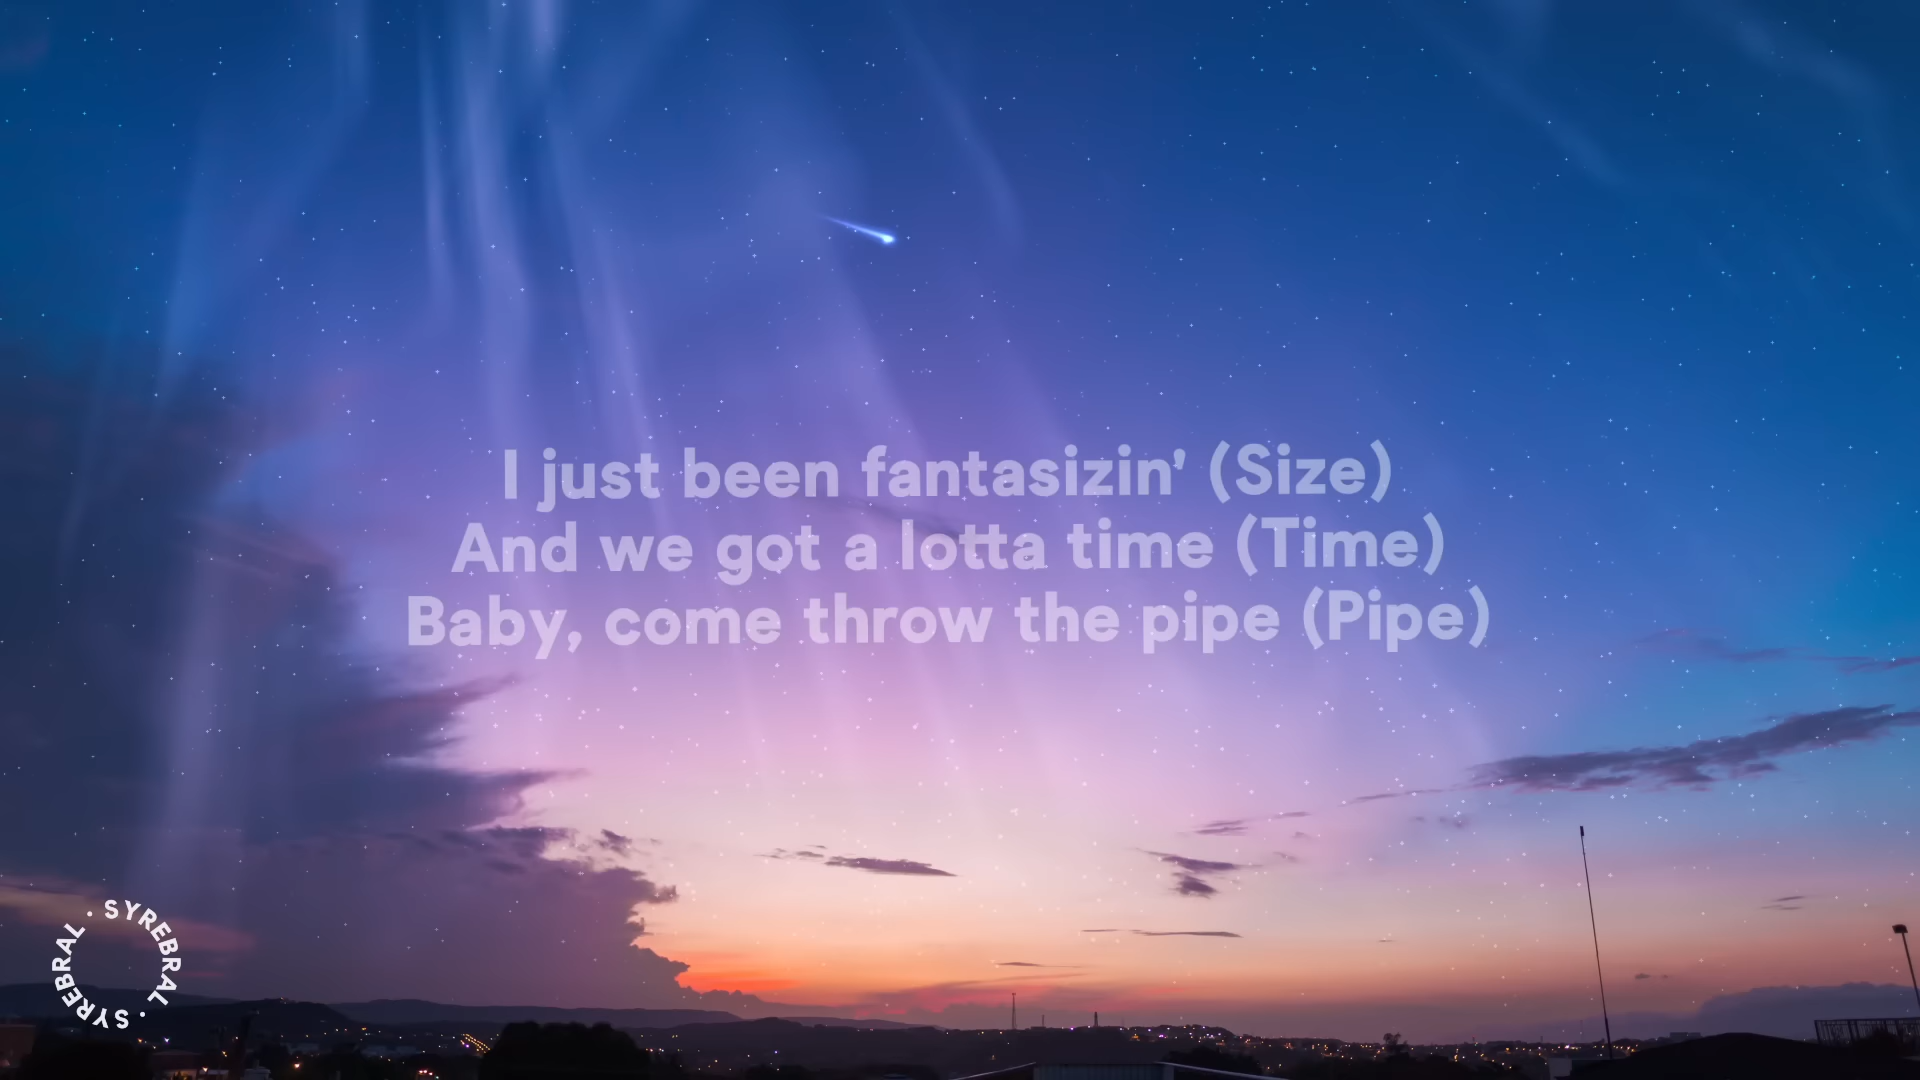 I just been fantasizin' (Size)
And we got a lotta time (Time)
Baby, come throw the pipe (Pipe)
SYREBRAL · SYREBRAL ·